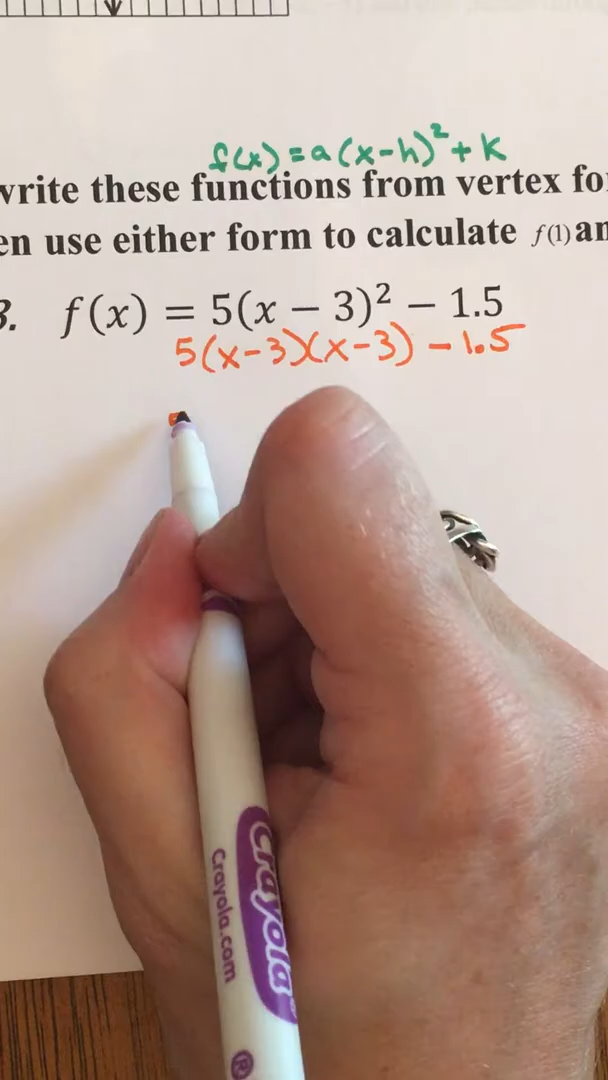 f(x) = a(x-h)² + k
write these functions from vertex fo
en use either form to calculate f(1) an
3. f(x) = 5(x − 3)² − 1.5
5(x-3)(x-3) - 1.5
Crayola
Crayola.com
®